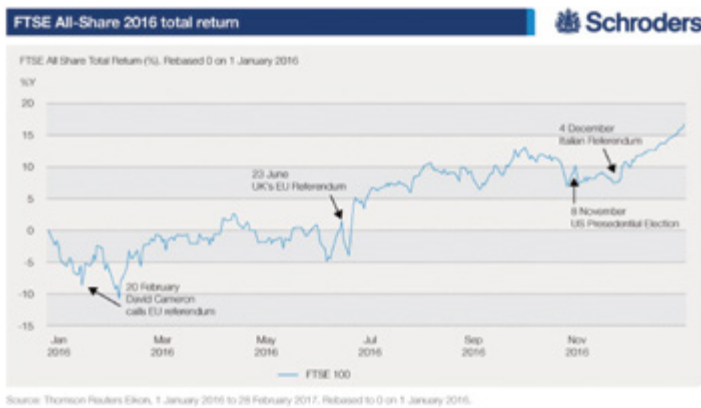 FTSE All-Share 2016 total return
Schroders
FTSE All Share Total Return (%). Rebased 0 on 1 January 2016
%Y
20
15
10
5
0
-5
-10
-15
20 February
David Cameron
calls EU referendum
23 June
UK's EU Referendum
4 December
Italian Referendum
8 November
US Presedential Election
Jan
2016
Mar
2016
May
2016
Jul
2016
Sep
2016
Nov
2016
FTSE 100
Source: Thomson Reuters Eikon, 1 January 2016 to 28 February 2017. Rebased to 0 on 1 January 2016.